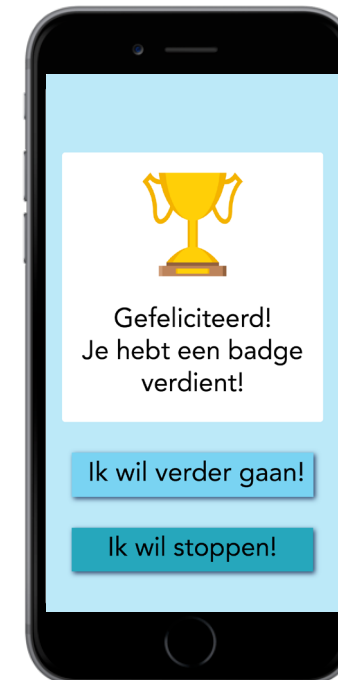 Gefeliciteerd!
Je hebt een badge
verdient!
Ik wil verder gaan!
Ik wil stoppen!